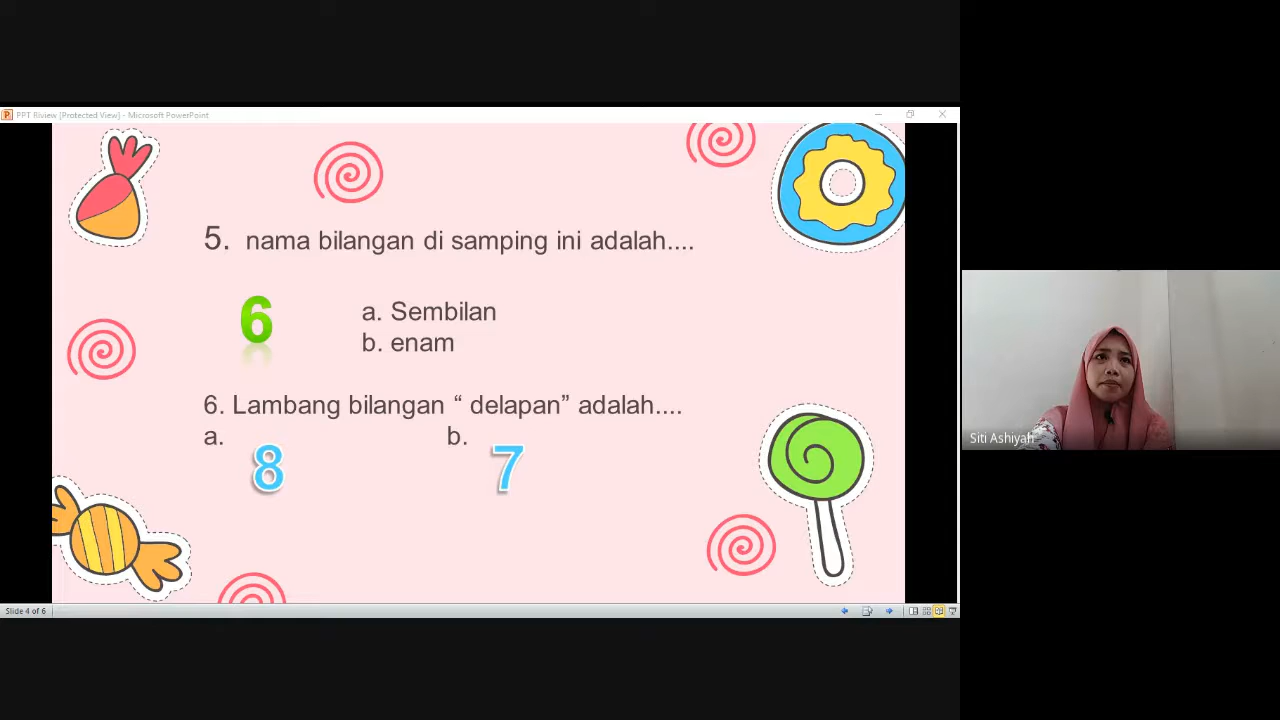 PPT Riview [Protected View] - Microsoft PowerPoint
5. nama bilangan di samping ini adalah....
6
a. Sembilan
b. enam
6. Lambang bilangan “ delapan” adalah....
a. b.
8 7
Siti Ashiyah
Slide 4 of 6